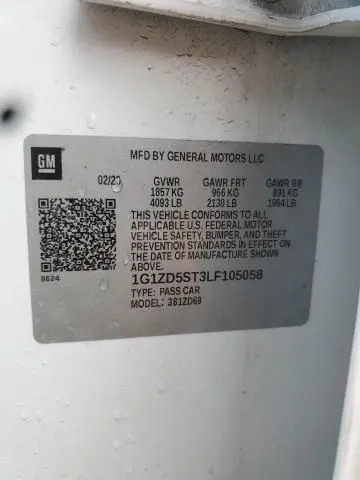 GM
MFD BY GENERAL MOTORS LLC
02/20 GVWR GAWR FRT GAWR RR
1857 KG 966 KG 891 KG
4093 LB 2130 LB 1964 LB
THIS VEHICLE CONFORMS TO ALL
APPLICABLE U.S. FEDERAL MOTOR
VEHICLE SAFETY, BUMPER, AND THEFT
PREVENTION STANDARDS IN EFFECT ON
THE DATE OF MANUFACTURE SHOWN
ABOVE.
8624
1G1ZD5ST3LF105058
TYPE: PASS CAR
MODEL: 381ZD69